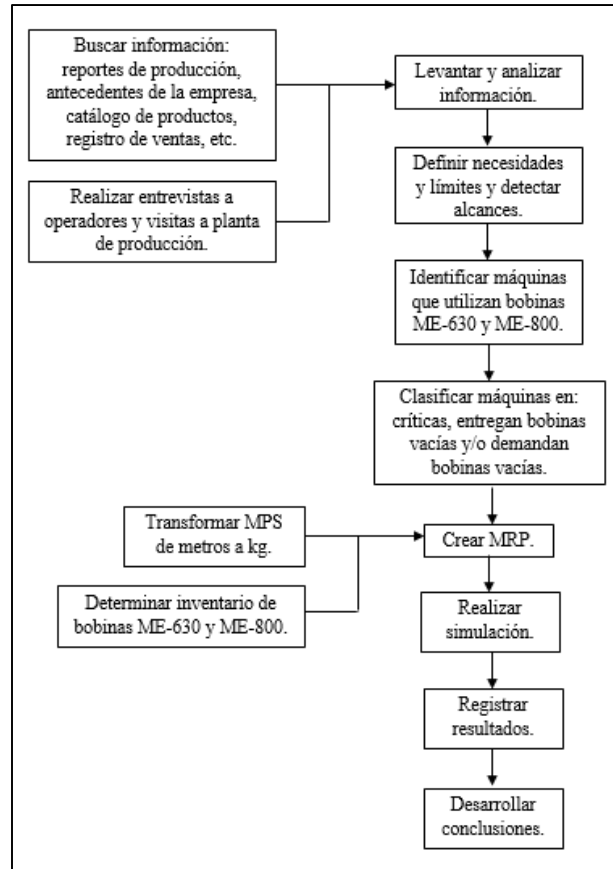 Buscar información:
reportes de producción,
antecedentes de la empresa,
catálogo de productos,
registro de ventas, etc.
Levantar y analizar
información.
Realizar entrevistas a
operadores y visitas a planta
de producción.
Definir necesidades
y límites y detectar
alcances.
Identificar máquinas
que utilizan bobinas
ME-630 y ME-800.
Clasificar máquinas en:
críticas, entregan bobinas
vacías y/o demandan
bobinas vacías.
Transformar MPS
de metros a kg.
Crear MRP.
Determinar inventario de
bobinas ME-630 y ME-800.
Realizar
simulación.
Registrar
resultados.
Desarrollar
conclusiones.